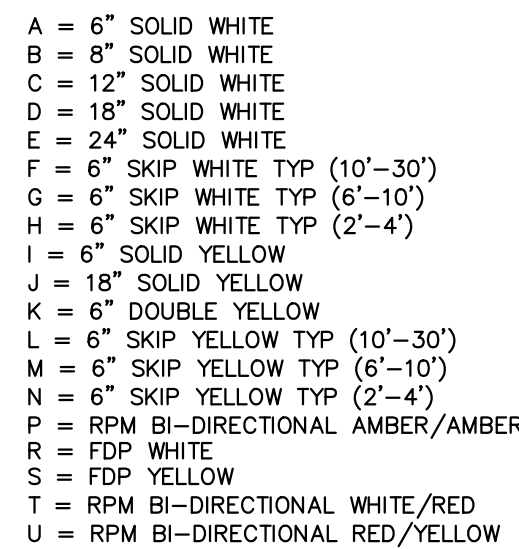 A = 6" SOLID WHITE
B = 8" SOLID WHITE
C = 12" SOLID WHITE
D = 18" SOLID WHITE
E = 24" SOLID WHITE
F = 6" SKIP WHITE TYP (10'–30')
G = 6" SKIP WHITE TYP (6'–10')
H = 6" SKIP WHITE TYP (2'–4')
I = 6" SOLID YELLOW
J = 18" SOLID YELLOW
K = 6" DOUBLE YELLOW
L = 6" SKIP YELLOW TYP (10'–30')
M = 6" SKIP YELLOW TYP (6'–10')
N = 6" SKIP YELLOW TYP (2'–4')
P = RPM BI–DIRECTIONAL AMBER/AMBER
R = FDP WHITE
S = FDP YELLOW
T = RPM BI–DIRECTIONAL WHITE/RED
U = RPM BI–DIRECTIONAL RED/YELLOW